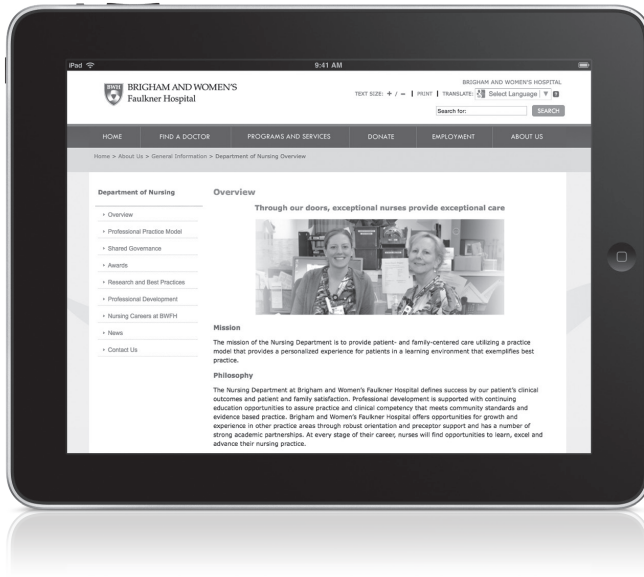 iPad
9:41 AM
BWH
BRIGHAM AND WOMEN'S
Faulkner Hospital
BRIGHAM AND WOMEN'S HOSPITAL
TEXT SIZE: + / - | PRINT | TRANSLATE: Select Language ▼
Search for: SEARCH
HOME FIND A DOCTOR PROGRAMS AND SERVICES DONATE EMPLOYMENT ABOUT US
Home > About Us > General Information > Department of Nursing Overview
Department of Nursing
Overview
Professional Practice Model
Shared Governance
Awards
Research and Best Practices
Professional Development
Nursing Careers at BWFH
News
Contact Us
Overview
Through our doors, exceptional nurses provide exceptional care
Mission
The mission of the Nursing Department is to provide patient- and family-centered care utilizing a practice
model that provides a personalized experience for patients in a learning environment that exemplifies best
practice.
Philosophy
The Nursing Department at Brigham and Women's Faulkner Hospital defines success by our patient's clinical
outcomes and patient and family satisfaction. Professional development is supported with continuing
education opportunities to assure practice and clinical competency that meets community standards and
evidence based practice. Brigham and Women's Faulkner Hospital offers opportunities for growth and
experience in other practice areas through robust orientation and preceptor support and has a number of
strong academic partnerships. At every stage of their career, nurses will find opportunities to learn, excel and
advance their nursing practice.